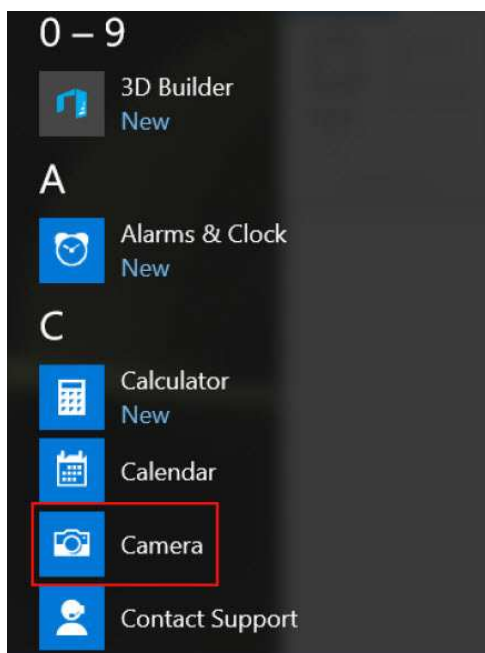 0 – 9
3D Builder
New
A
Alarms & Clock
New
C
Calculator
New
Calendar
Camera
Contact Support